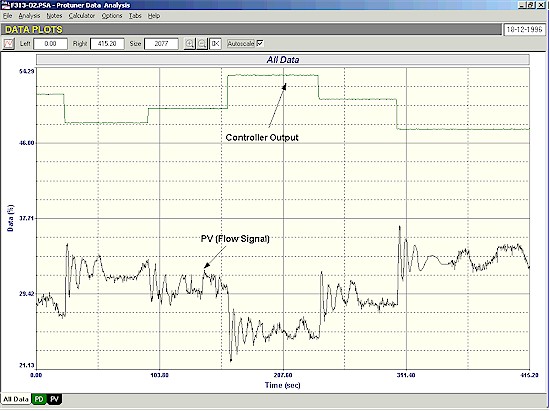 F313-02.PSA - Protuner Data Analysis
File Analysis Notes Calculator Options Tabs Help
DATA PLOTS 18-12-1996
Left 0.00 Right 415.20 Size 2077 OK Autoscale
All Data
54.29
Controller Output
46.00
Data (%)
37.71
PV (Flow Signal)
29.42
21.13
0.00 103.80 207.60 311.40 415.20
Time (sec)
All Data PD PV